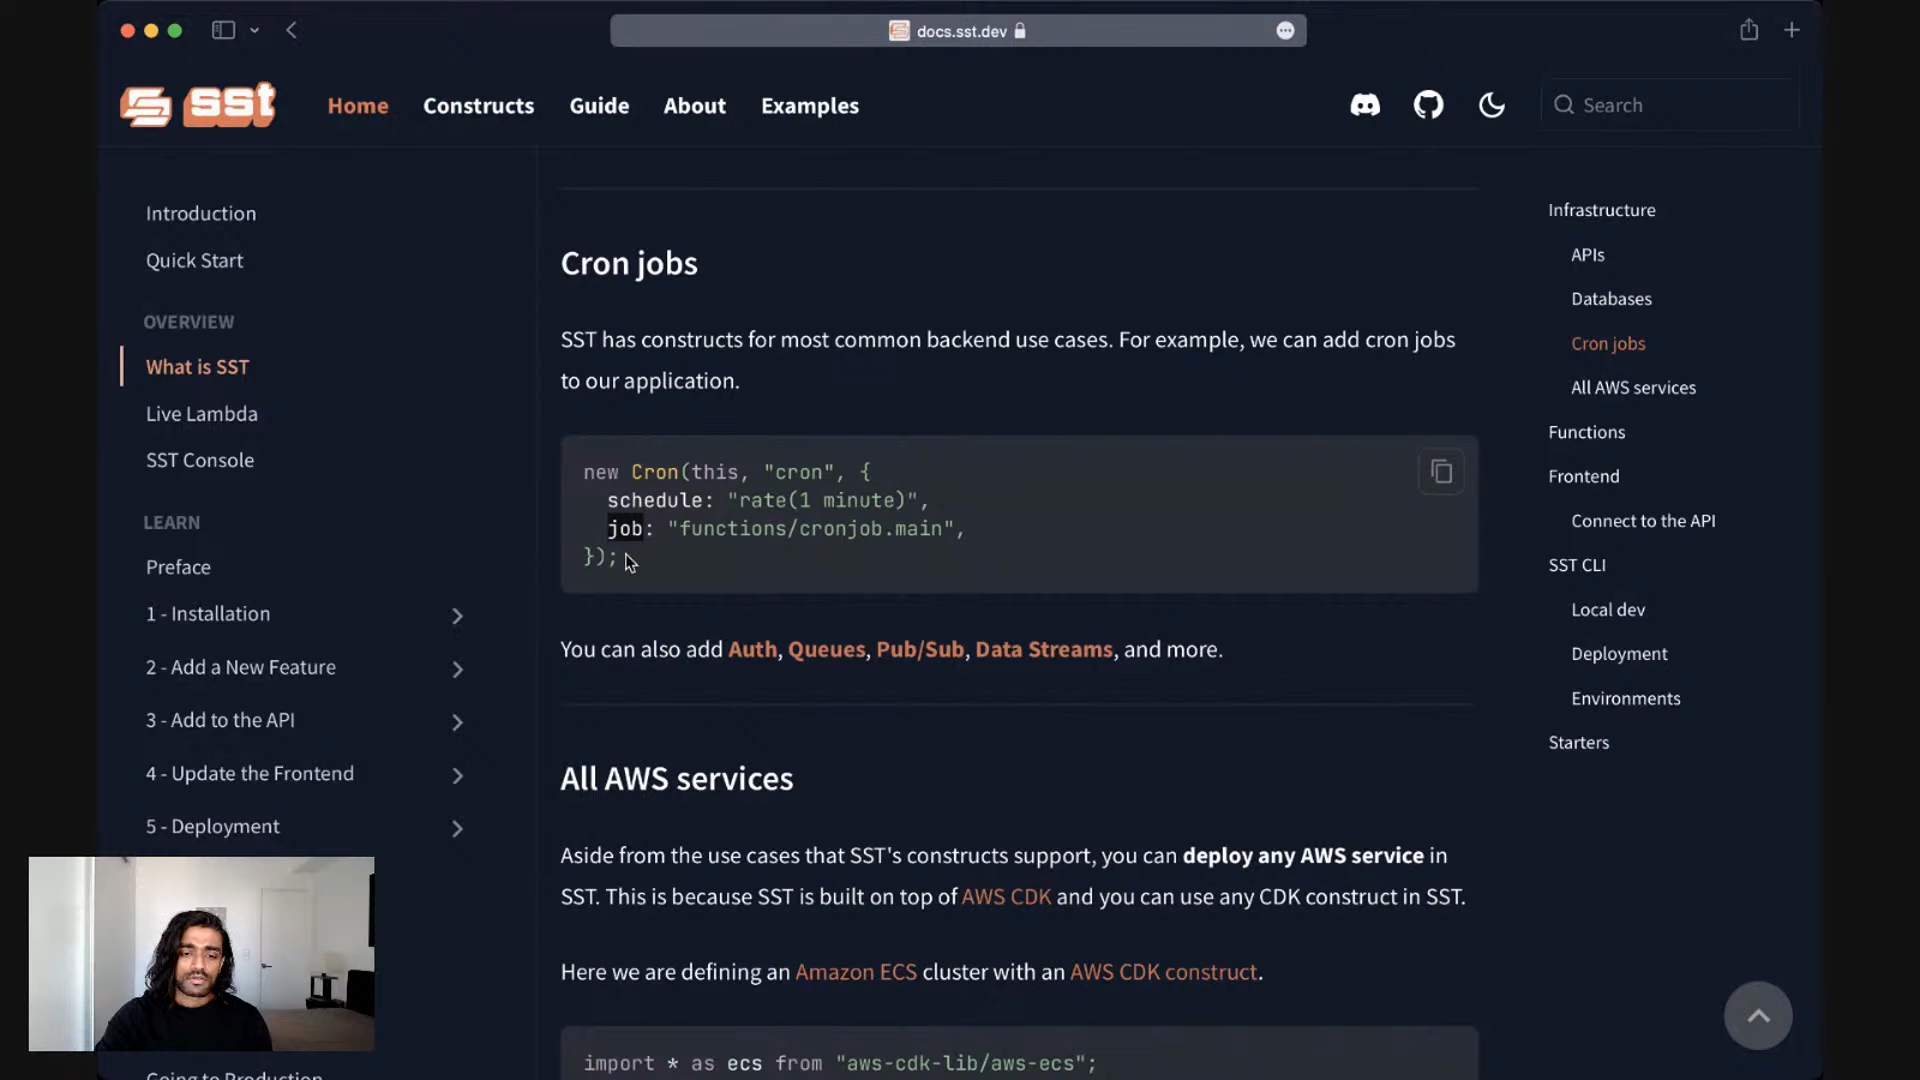 docs.sst.dev
sst
Home
Constructs
Guide
About
Examples
Search
Introduction
Quick Start
OVERVIEW
What is SST
Live Lambda
SST Console
LEARN
Preface
1 - Installation
2 - Add a New Feature
3 - Add to the API
4 - Update the Frontend
5 - Deployment
Going to Production
Cron jobs
SST has constructs for most common backend use cases. For example, we can add cron jobs
to our application.
new Cron(this, "cron", {
schedule: "rate(1 minute)",
job: "functions/cronjob.main",
});
You can also add Auth, Queues, Pub/Sub, Data Streams, and more.
All AWS services
Aside from the use cases that SST's constructs support, you can deploy any AWS service in
SST. This is because SST is built on top of AWS CDK and you can use any CDK construct in SST.
Here we are defining an Amazon ECS cluster with an AWS CDK construct.
import * as ecs from "aws-cdk-lib/aws-ecs";
Infrastructure
APIs
Databases
Cron jobs
All AWS services
Functions
Frontend
Connect to the API
SST CLI
Local dev
Deployment
Environments
Starters